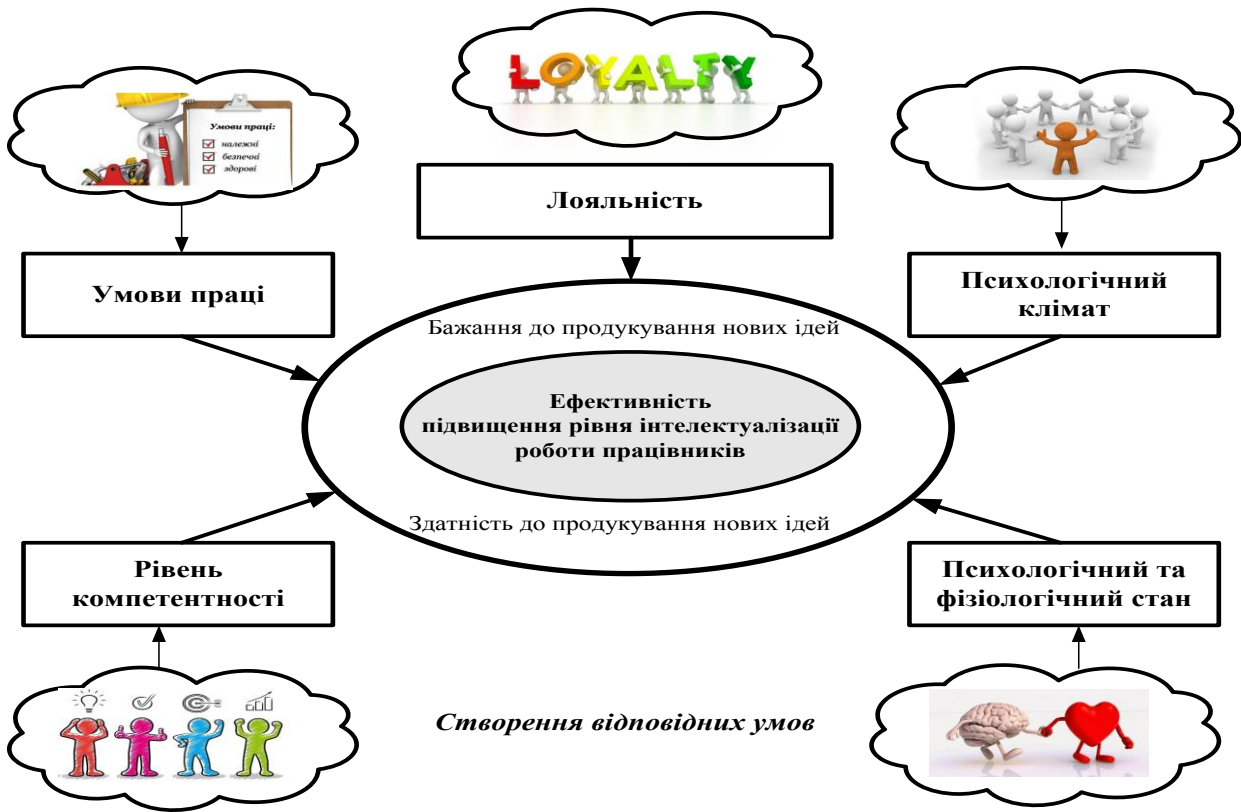 LOYALTY
Умови праці:
належні
безпечні
здорові
Лояльність
Умови праці
Психологічний
клімат
Бажання до продукування нових ідей
Ефективність
підвищення рівня інтелектуалізації
роботи працівників
Здатність до продукування нових ідей
Рівень
компетентності
Психологічний та
фізіологічний стан
Створення відповідних умов